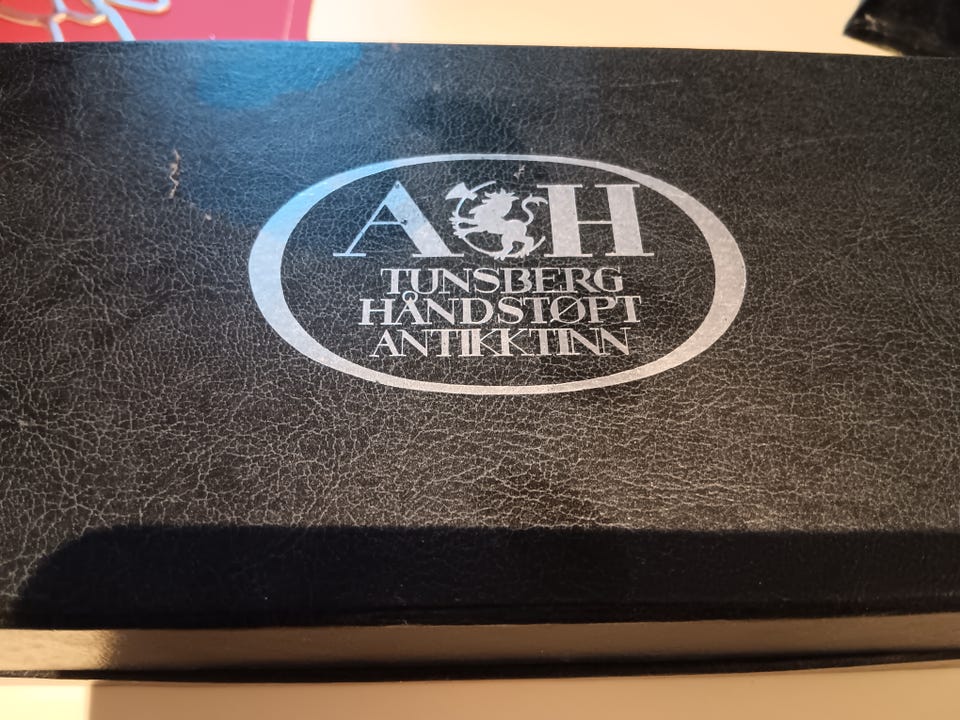 A H
TUNSBERG
HÅNDSTØPT
ANTIKKTINN